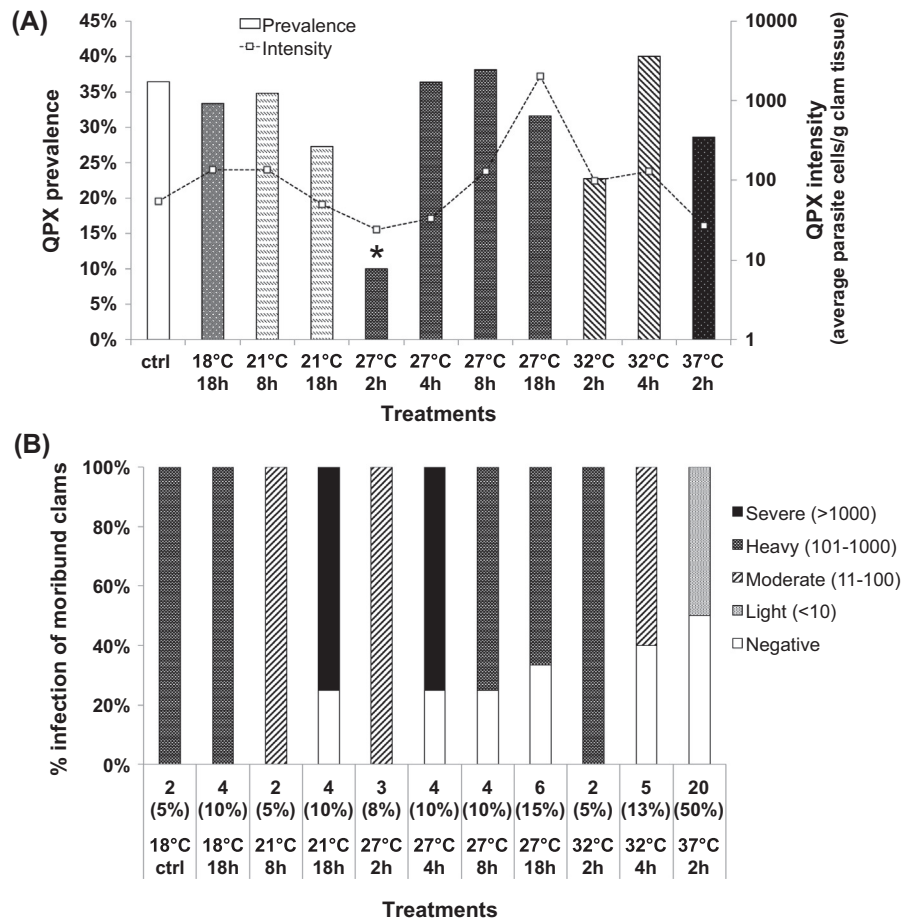 (A)
Prevalence
Intensity
QPX prevalence
45%
40%
35%
30%
25%
20%
15%
10%
5%
0%
*
10000
1000
100
10
1
QPX intensity
(average parasite cells/g clam tissue)
ctrl 18°C 21°C 21°C 27°C 27°C 27°C 27°C 32°C 32°C 37°C
18h 8h 18h 2h 4h 8h 18h 2h 4h 2h
Treatments
(B)
% infection of moribund clams
100%
80%
60%
40%
20%
0%
Severe (>1000)
Heavy (101-1000)
Moderate (11-100)
Light (<10)
Negative
2 4 2 4 3 4 4 6 2 5 20
(5%) (10%) (5%) (10%) (8%) (10%) (10%) (15%) (5%) (13%) (50%)
18°C 18°C 21°C 21°C 27°C 27°C 27°C 27°C 32°C 32°C 37°C
ctrl 18h 8h 18h 2h 4h 8h 18h 2h 4h 2h
Treatments